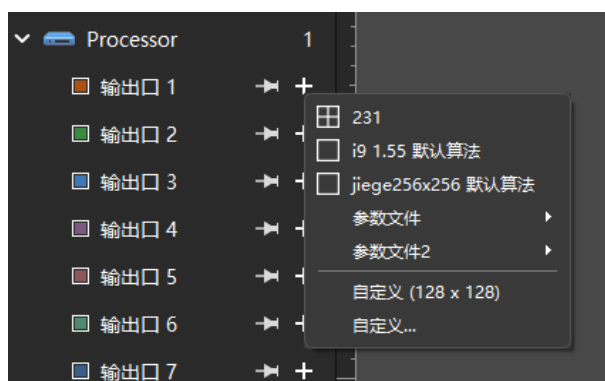 Processor 1
输出口 1
输出口 2
输出口 3
输出口 4
输出口 5
输出口 6
输出口 7
231
i9 1.55 默认算法
jiege256x256 默认算法
参数文件
参数文件2
自定义 (128 x 128)
自定义...